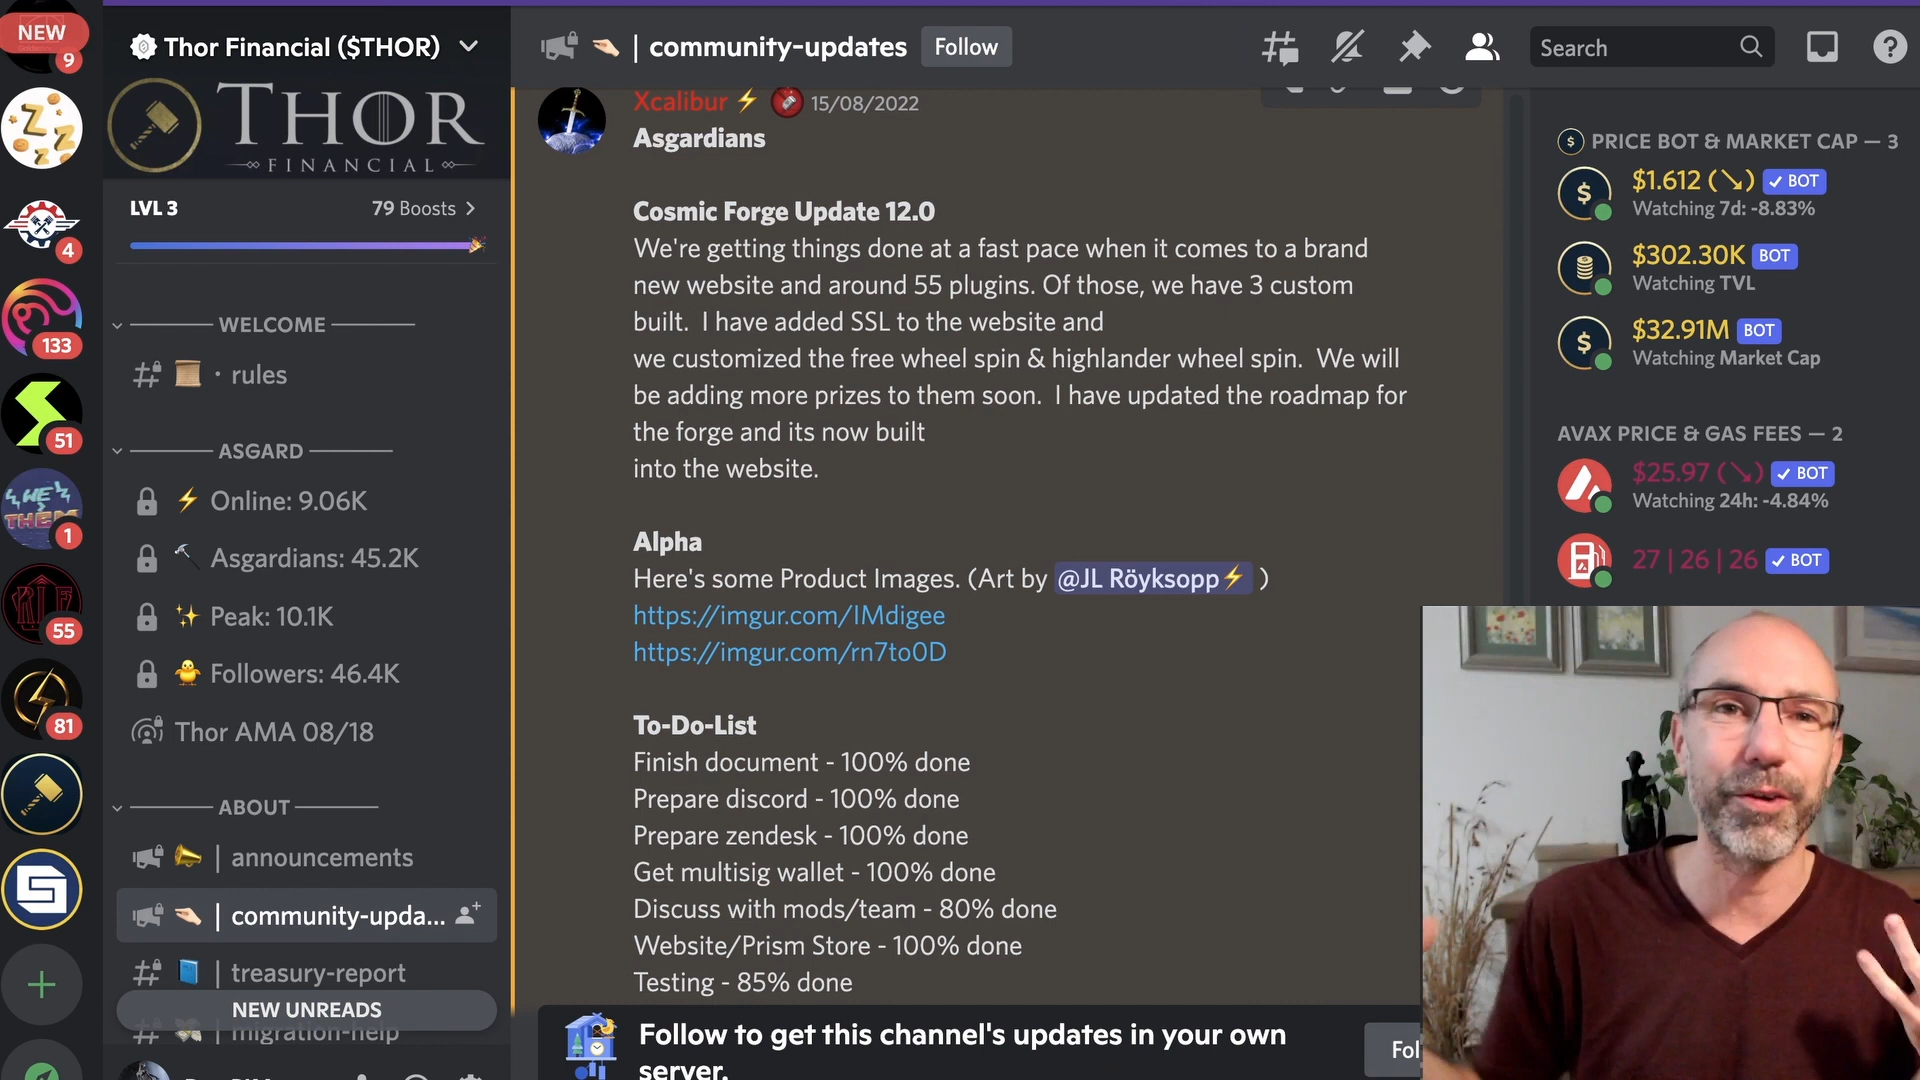 NEW
9
4
133
51
WE
THEM
1
55
81
Thor Financial ($THOR)
THOR
FINANCIAL
LVL 3
79 Boosts
WELCOME
rules
ASGARD
Online: 9.06K
Asgardians: 45.2K
Peak: 10.1K
Followers: 46.4K
Thor AMA 08/18
ABOUT
| announcements
| community-upda...
| treasury-report
NEW UNREADS
migration-help
| community-updates
Follow
Search
Xcalibur 15/08/2022
Asgardians
Cosmic Forge Update 12.0
We're getting things done at a fast pace when it comes to a brand
new website and around 55 plugins. Of those, we have 3 custom
built. I have added SSL to the website and
we customized the free wheel spin & highlander wheel spin. We will
be adding more prizes to them soon. I have updated the roadmap for
the forge and its now built
into the website.
Alpha
Here's some Product Images. (Art by @JL Röyksopp⚡ )
https://imgur.com/IMdigee
https://imgur.com/rn7to0D
To-Do-List
Finish document - 100% done
Prepare discord - 100% done
Prepare zendesk - 100% done
Get multisig wallet - 100% done
Discuss with mods/team - 80% done
Website/Prism Store - 100% done
Testing - 85% done
Follow to get this channel's updates in your own
server.
Fol
PRICE BOT & MARKET CAP — 3
$1.612 (↘) ✓ BOT
Watching 7d: -8.83%
$302.30K BOT
Watching TVL
$32.91M BOT
Watching Market Cap
AVAX PRICE & GAS FEES — 2
$25.97 (↘) ✓ BOT
Watching 24h: -4.84%
27 | 26 | 26 ✓ BOT